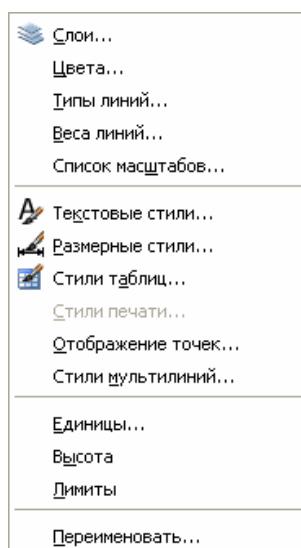 Слои...
Цвета...
Типы линий...
Веса линий...
Список масштабов...
Текстовые стили...
Размерные стили...
Стили таблиц...
Стили печати...
Отображение точек...
Стили мультилиний...
Единицы...
Высота
Лимиты
Переименовать...